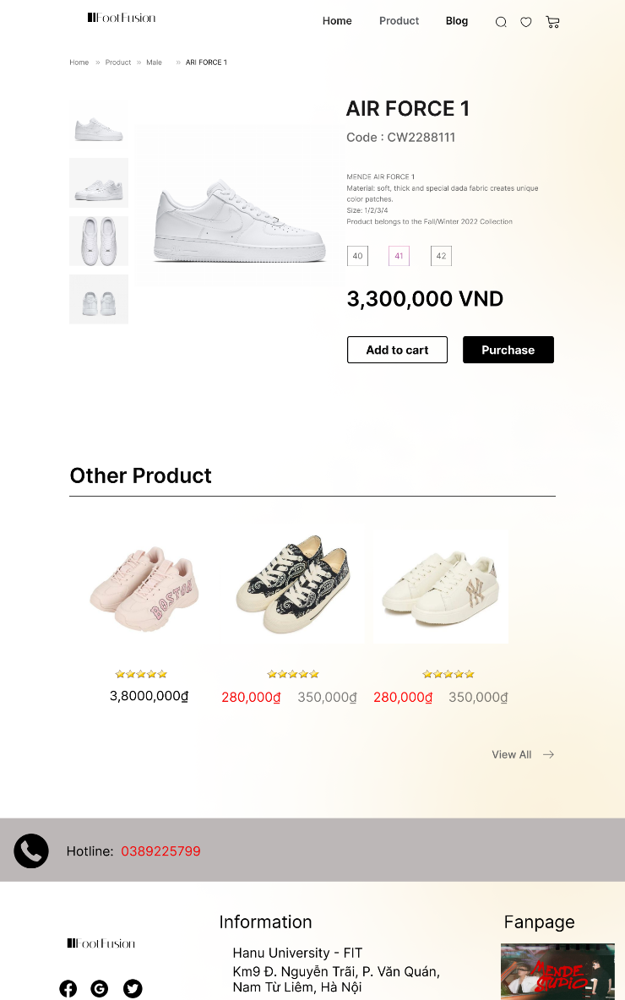 FootFusion
Home Product Blog
Home » Product » Male » ARI FORCE 1
AIR FORCE 1
Code : CW2288111
MENDE AIR FORCE 1
Material: soft, thick and special dada fabric creates unique
color patches.
Size: 1/2/3/4
Product belongs to the Fall/Winter 2022 Collection
40 41 42
3,300,000 VND
Add to cart Purchase
Other Product
BOSTON
NY
3,8000,000₫ 280,000₫ 350,000₫ 280,000₫ 350,000₫
View All →
Hotline: 0389225799
FootFusion
Information
Hanu University - FIT
Km9 Đ. Nguyễn Trãi, P. Văn Quán,
Nam Từ Liêm, Hà Nội
Fanpage
MENDE
STUDIO